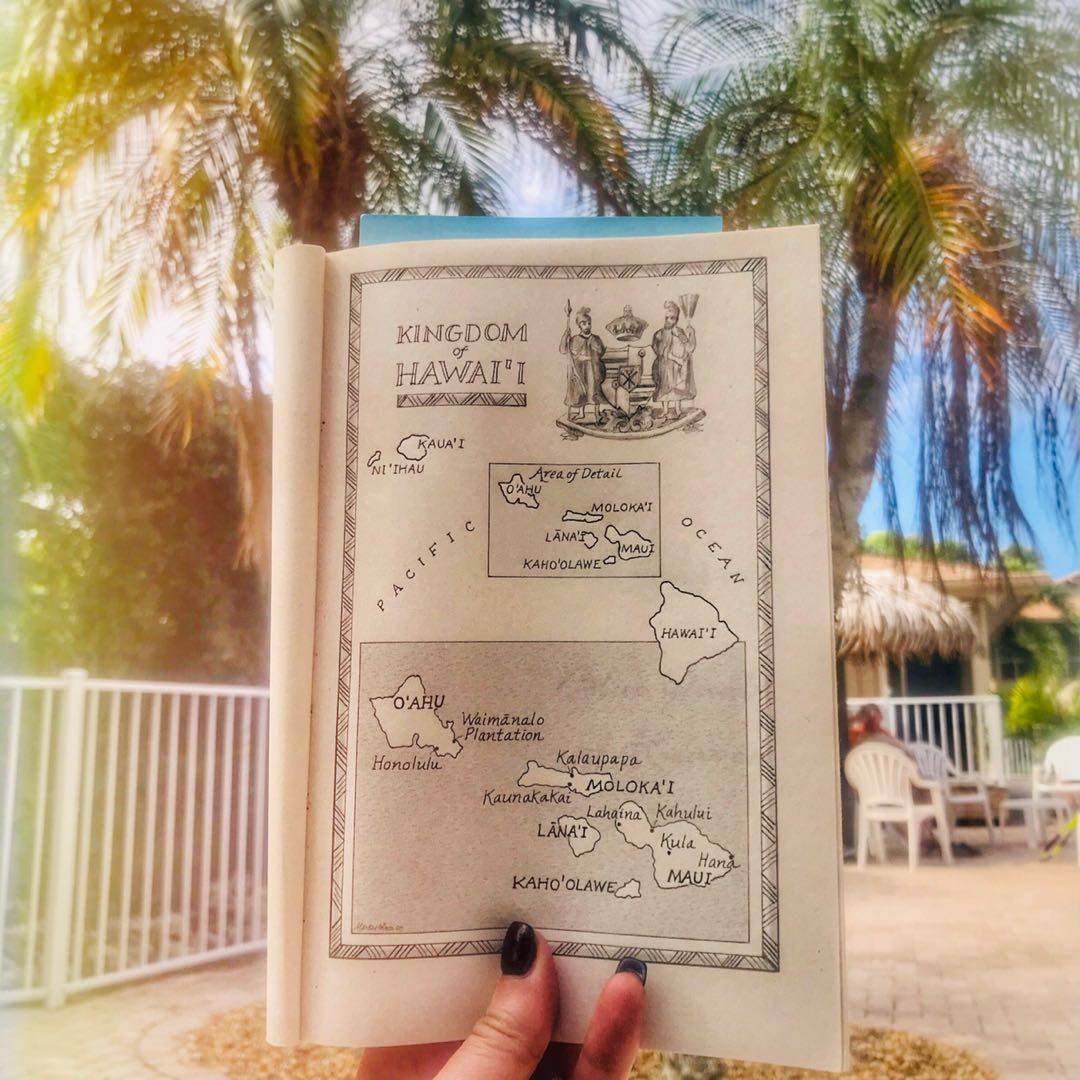 KINGDOM
of
HAWAI'I
KAUA'I
NI'IHAU
Area of Detail
O'AHU
MOLOKA'I
LĀNA'I
MAUI
KAHO'OLAWE
PACIFIC
OCEAN
HAWAI'I
O'AHU
Waimānalo
Plantation
Honolulu
Kalaupapa
MOLOKA'I
Kaunakakai
Lahaina
Kahului
LĀNA'I
Kula
Hana
MAUI
KAHO'OLAWE